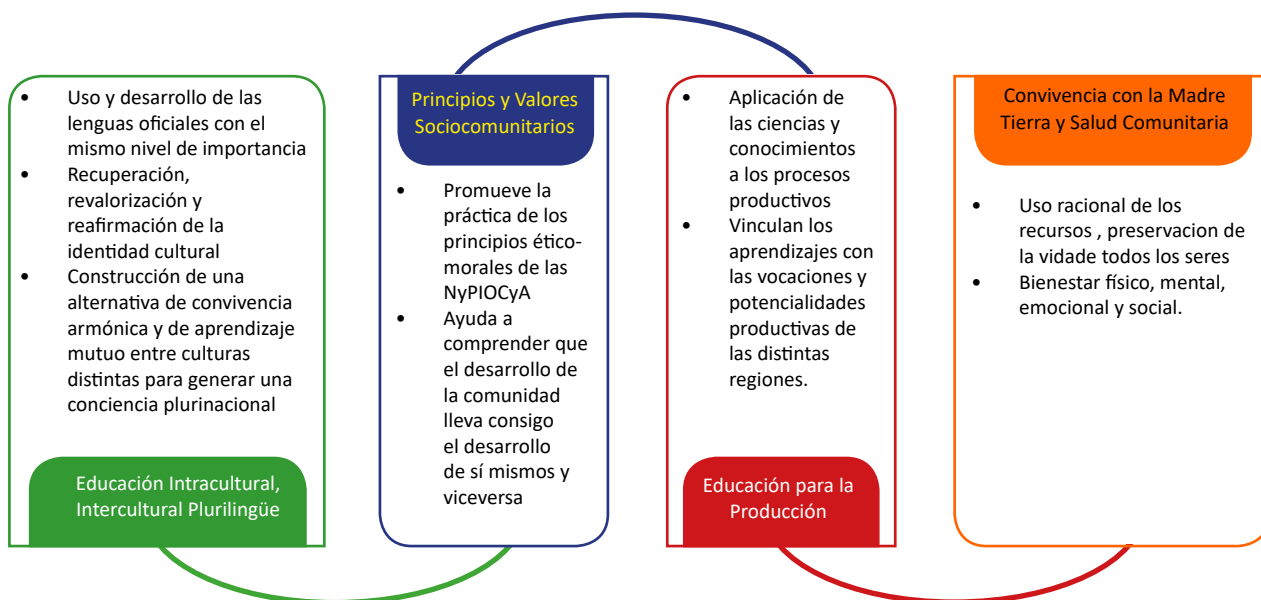 • Uso y desarrollo de las
lenguas oficiales con el
mismo nivel de importancia
• Recuperación,
revalorización y
reafirmación de la
identidad cultural
• Construcción de una
alternativa de convivencia
armónica y de aprendizaje
mutuo entre culturas
distintas para generar una
conciencia plurinacional
Educación Intracultural,
Intercultural Plurilingüe
Principios y Valores
Sociocomunitarios
• Promueve la
práctica de los
principios ético-
morales de las
NyPIOCyA
• Ayuda a
comprender que
el desarrollo de
la comunidad
lleva consigo
el desarrollo
de sí mismos y
viceversa
• Aplicación de
las ciencias y
conocimientos
a los procesos
productivos
• Vinculan los
aprendizajes con
las vocaciones y
potencialidades
productivas de
las distintas
regiones.
Educación para la
Producción
Convivencia con la Madre
Tierra y Salud Comunitaria
• Uso racional de los
recursos , preservacion de
la vidade todos los seres
• Bienestar físico, mental,
emocional y social.